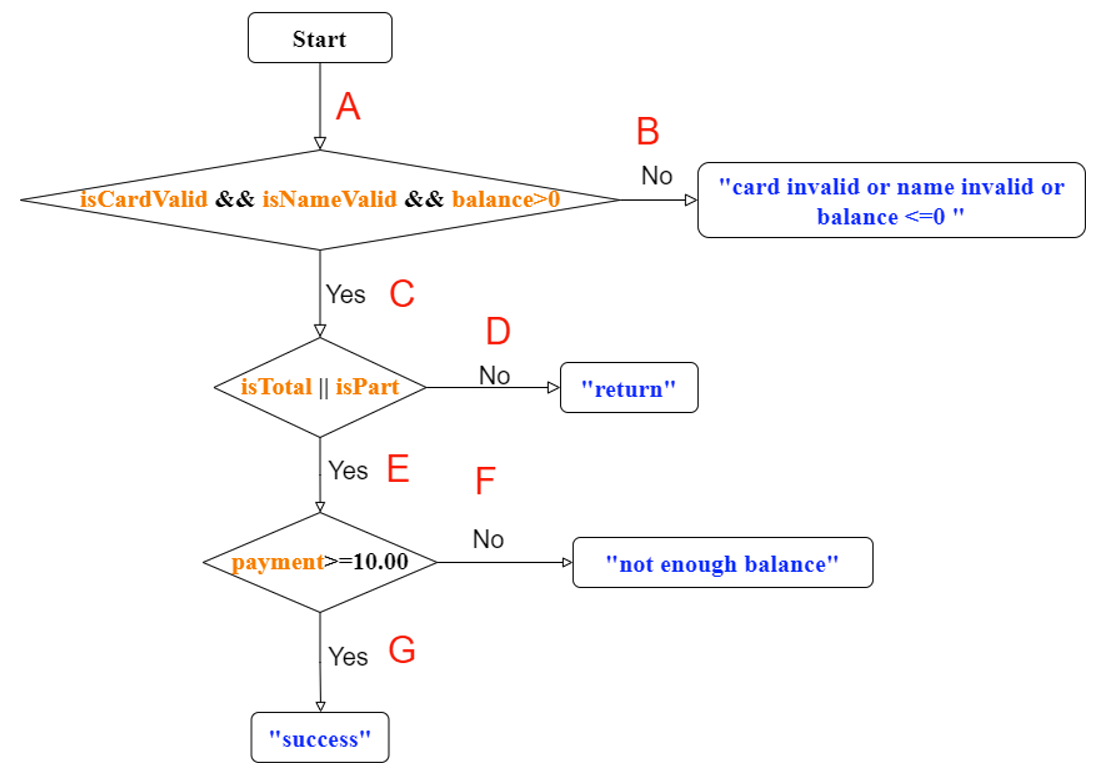 Start
A
B
isCardValid && isNameValid && balance>0
No
"card invalid or name invalid or
balance <=0 "
Yes
C
D
isTotal || isPart
No
"return"
Yes
E
F
payment>=10.00
No
"not enough balance"
Yes
G
"success"